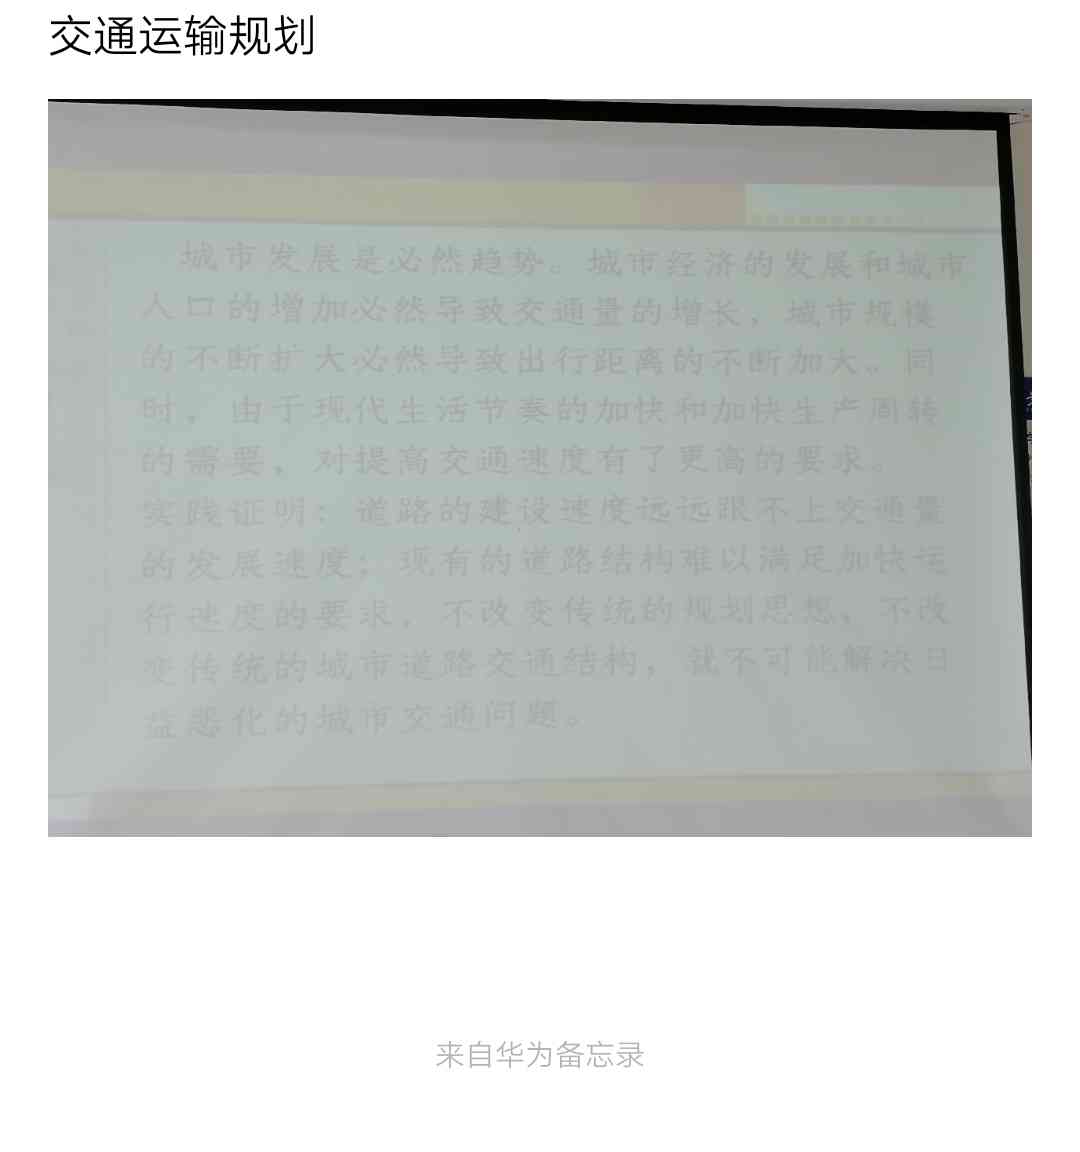 交通运输规划
城市发展是必然趋势。城市经济的发展和城市
人口的增加必然导致交通量的增长，城市规模
的不断扩大必然导致出行距离的不断加大。同
时，由于现代生活节奏的加快和加快生产周转
的需要，对提高交通速度有了更高的要求。
实践证明：道路的建设速度远远跟不上交通量
的发展速度；现有的道路结构难以满足加快运
行速度的要求，不改变传统的规划思想、不改
变传统的城市道路交通结构，就不可能解决日
益恶化的城市交通问题。
来自华为备忘录